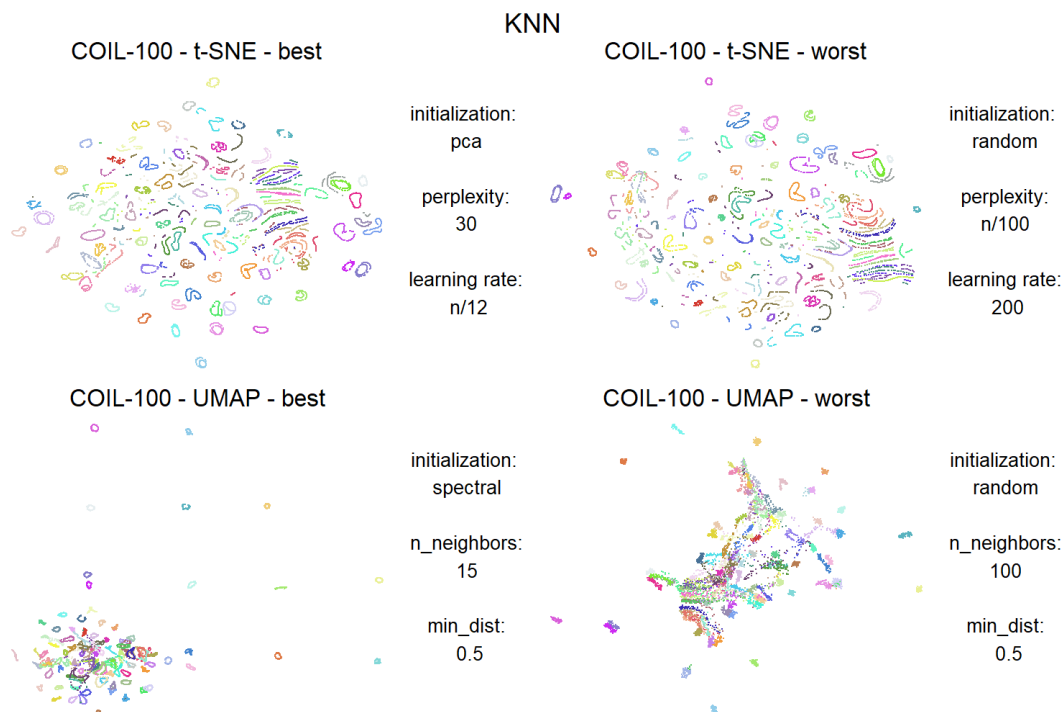 KNN
COIL-100 - t-SNE - best
initialization:
pca
perplexity:
30
learning rate:
n/12
COIL-100 - t-SNE - worst
initialization:
random
perplexity:
n/100
learning rate:
200
COIL-100 - UMAP - best
initialization:
spectral
n_neighbors:
15
min_dist:
0.5
COIL-100 - UMAP - worst
initialization:
random
n_neighbors:
100
min_dist:
0.5